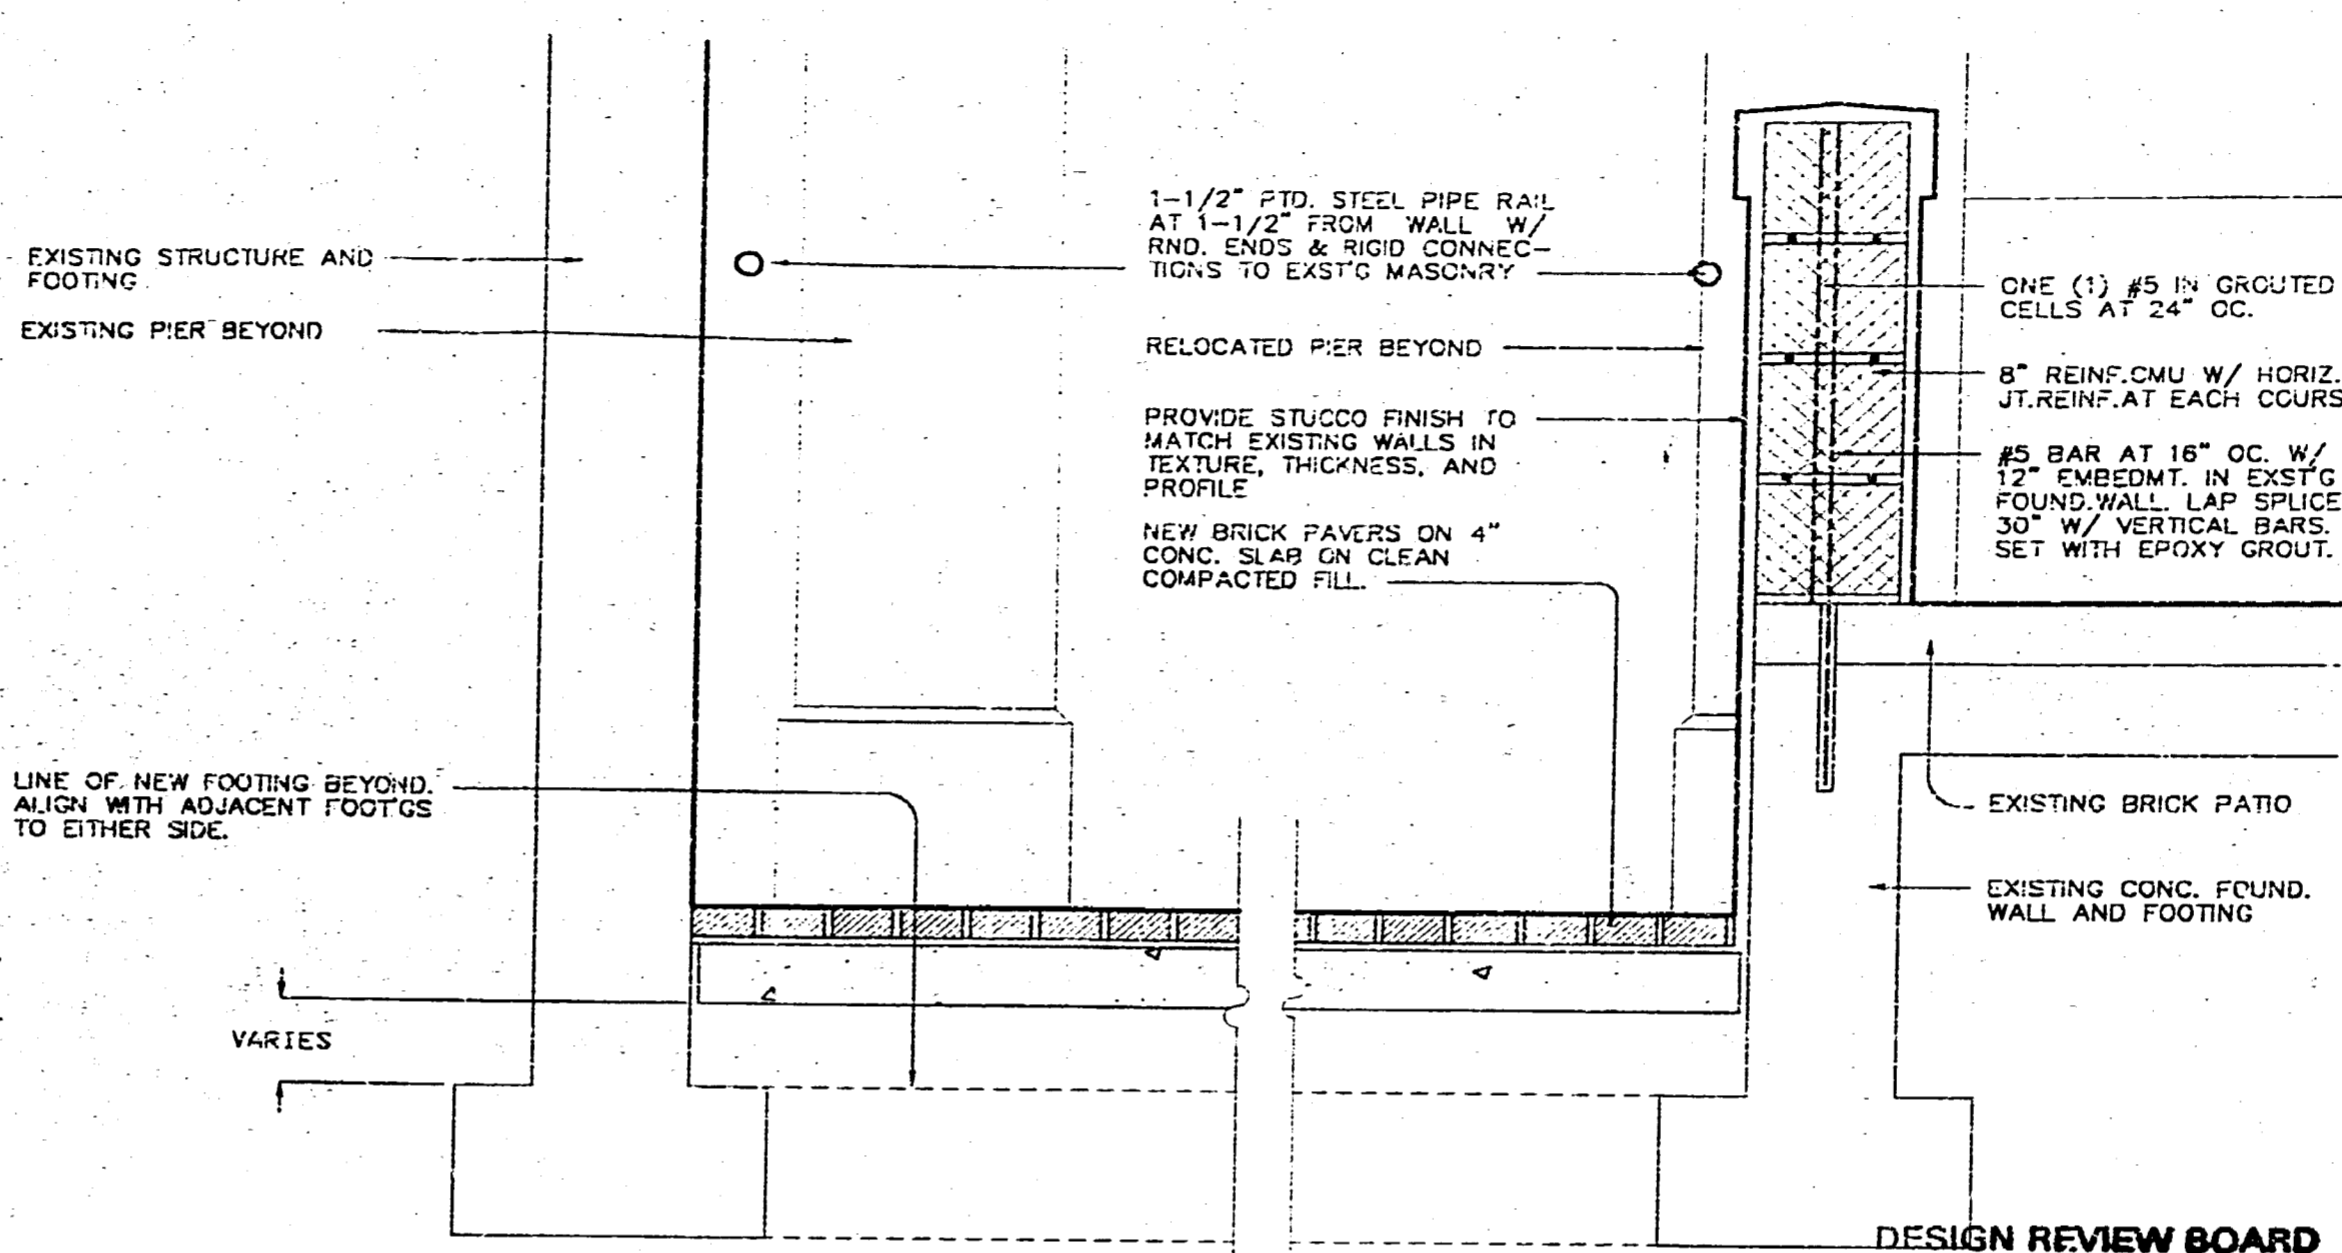 EXISTING STRUCTURE AND
FOOTING
EXISTING PIER BEYOND
LINE OF NEW FOOTING BEYOND.
ALIGN WITH ADJACENT FOOT'GS
TO EITHER SIDE.
VARIES
1-1/2" PTD. STEEL PIPE RAIL
AT 1-1/2" FROM WALL W/
RND. ENDS & RIGID CONNEC-
TIONS TO EXST'G MASONRY
RELOCATED PIER BEYOND
PROVIDE STUCCO FINISH TO
MATCH EXISTING WALLS IN
TEXTURE, THICKNESS, AND
PROFILE
NEW BRICK PAVERS ON 4"
CONC. SLAB ON CLEAN
COMPACTED FILL.
ONE (1) #5 IN GROUTED
CELLS AT 24" OC.
8" REINF.CMU W/ HORIZ.
JT.REINF.AT EACH COURS
#5 BAR AT 16" OC. W/
12" EMBEDMT. IN EXST'G
FOUND.WALL. LAP SPLICE
30" W/ VERTICAL BARS.
SET WITH EPOXY GROUT.
EXISTING BRICK PATIO
EXISTING CONC. FOUND.
WALL AND FOOTING
DESIGN REVIEW BOARD